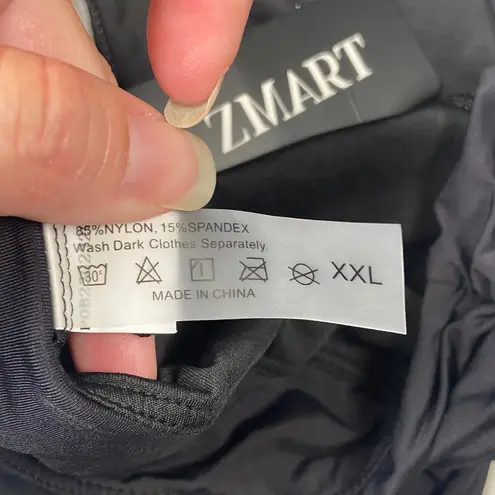 ZMART
85%NYLON, 15%SPANDEX
Wash Dark Clothes Separately,
30° XXL
MADE IN CHINA